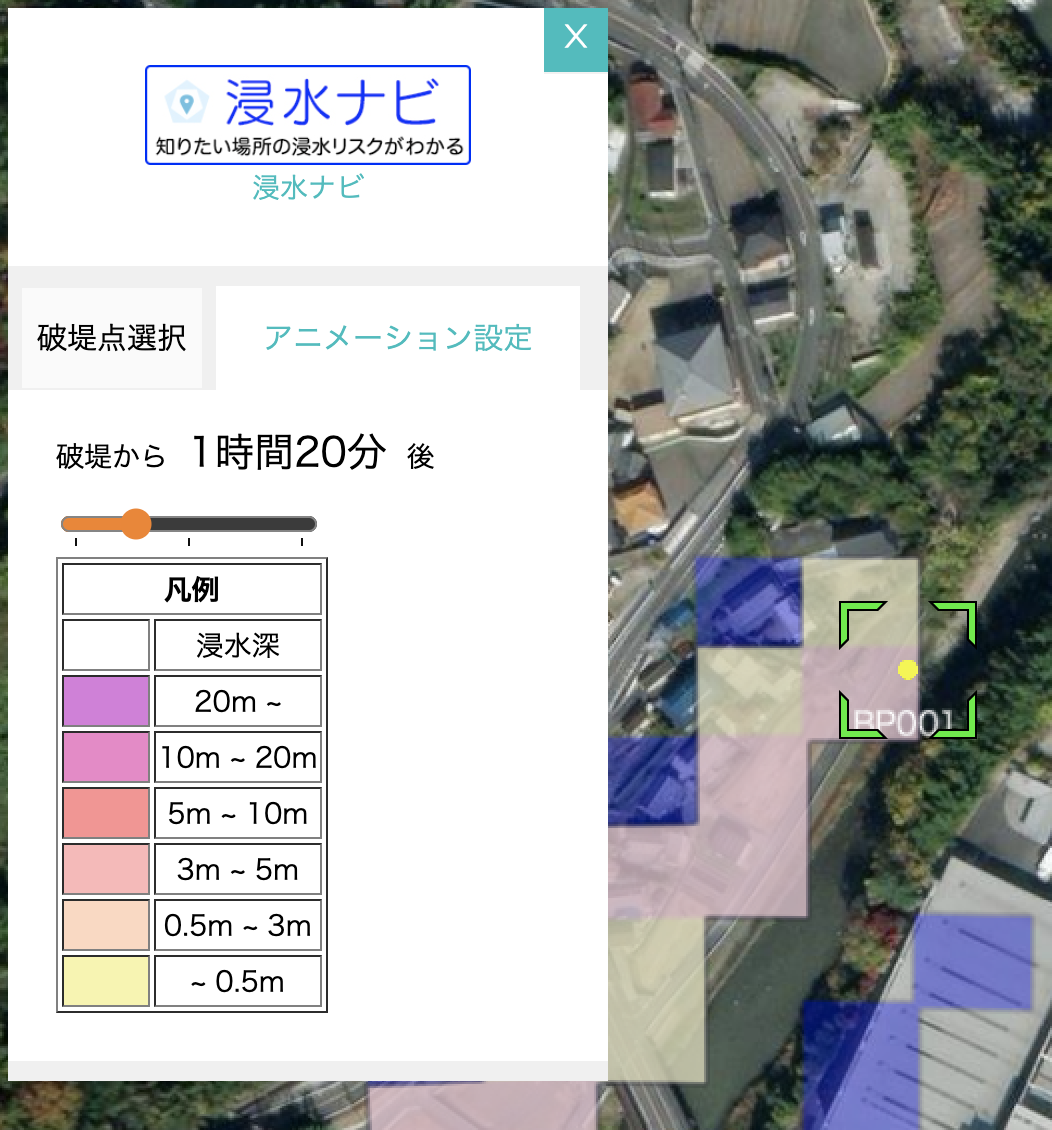 X
浸水ナビ
知りたい場所の浸水リスクがわかる
浸水ナビ
破堤点選択
アニメーション設定
破堤から 1時間20分 後
凡例
浸水深
20m ~
10m ~ 20m
5m ~ 10m
3m ~ 5m
0.5m ~ 3m
~ 0.5m
BP001